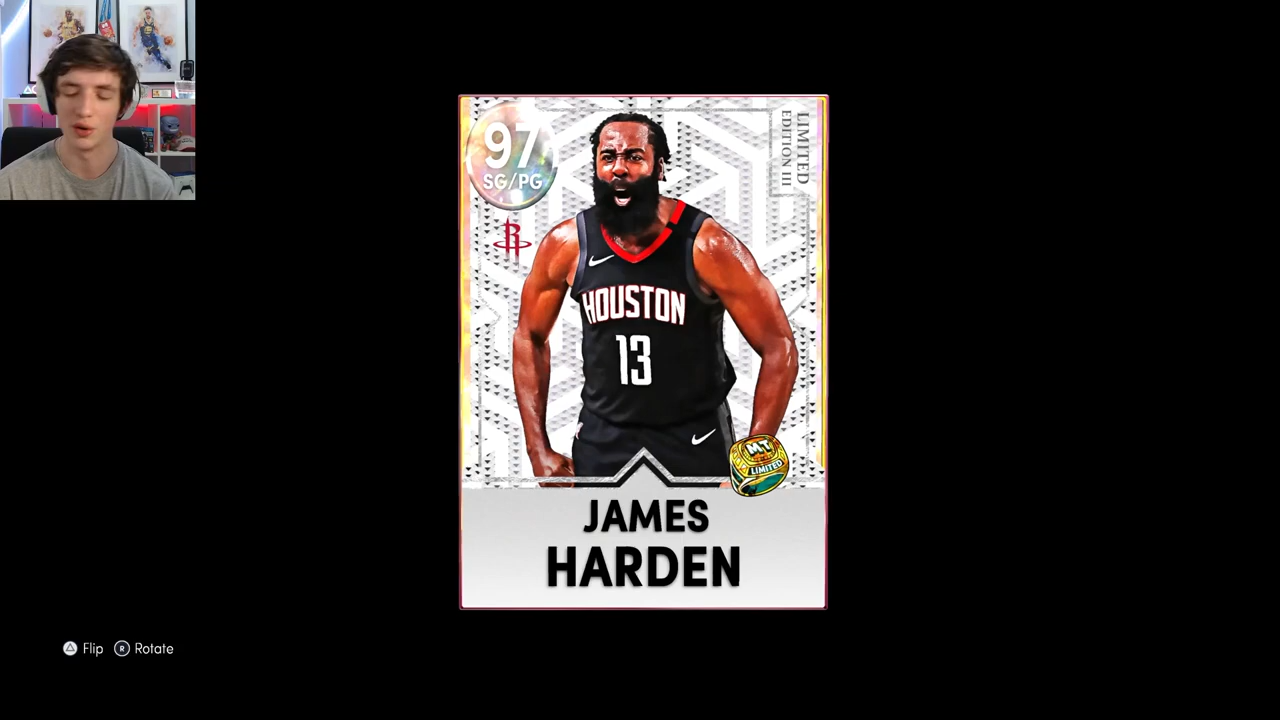 97
SG/PG
LIMITED
EDITION III
HOUSTON
13
MT
LIMITED
JAMES
HARDEN
Flip
R Rotate